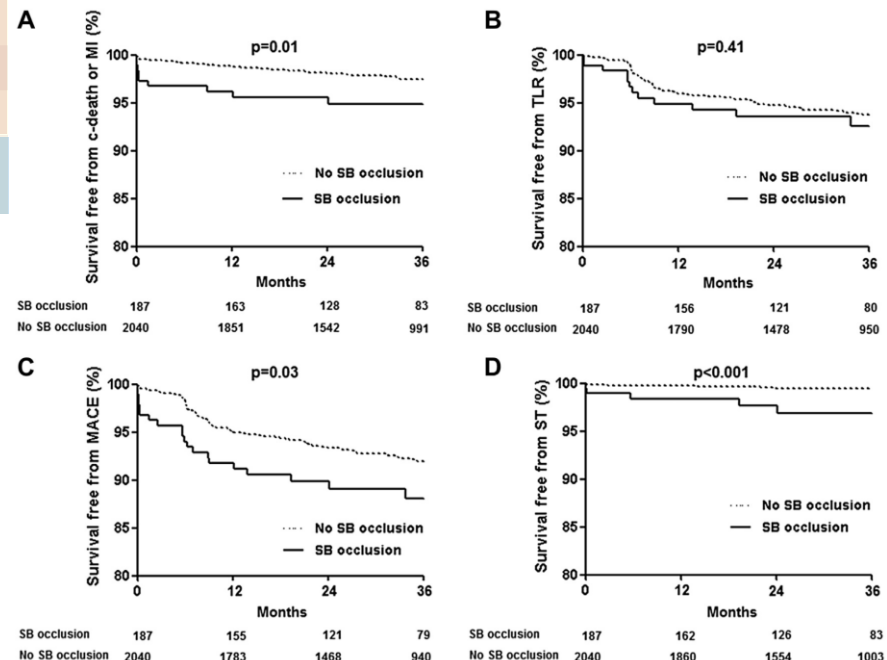 A
p=0.01
Survival free from c-death or MI (%)
100
95
90
85
80
No SB occlusion
SB occlusion
0 12 24 36
Months
SB occlusion 187 163 128 83
No SB occlusion 2040 1851 1542 991
B
p=0.41
Survival free from TLR (%)
100
95
90
85
80
No SB occlusion
SB occlusion
0 12 24 36
Months
SB occlusion 187 156 121 80
No SB occlusion 2040 1790 1478 950
C
p=0.03
Survival free from MACE (%)
100
95
90
85
80
No SB occlusion
SB occlusion
0 12 24 36
Months
SB occlusion 187 155 121 79
No SB occlusion 2040 1783 1468 940
D
p<0.001
Survival free from ST (%)
100
95
90
85
80
No SB occlusion
SB occlusion
0 12 24 36
Months
SB occlusion 187 162 126 83
No SB occlusion 2040 1860 1554 1003